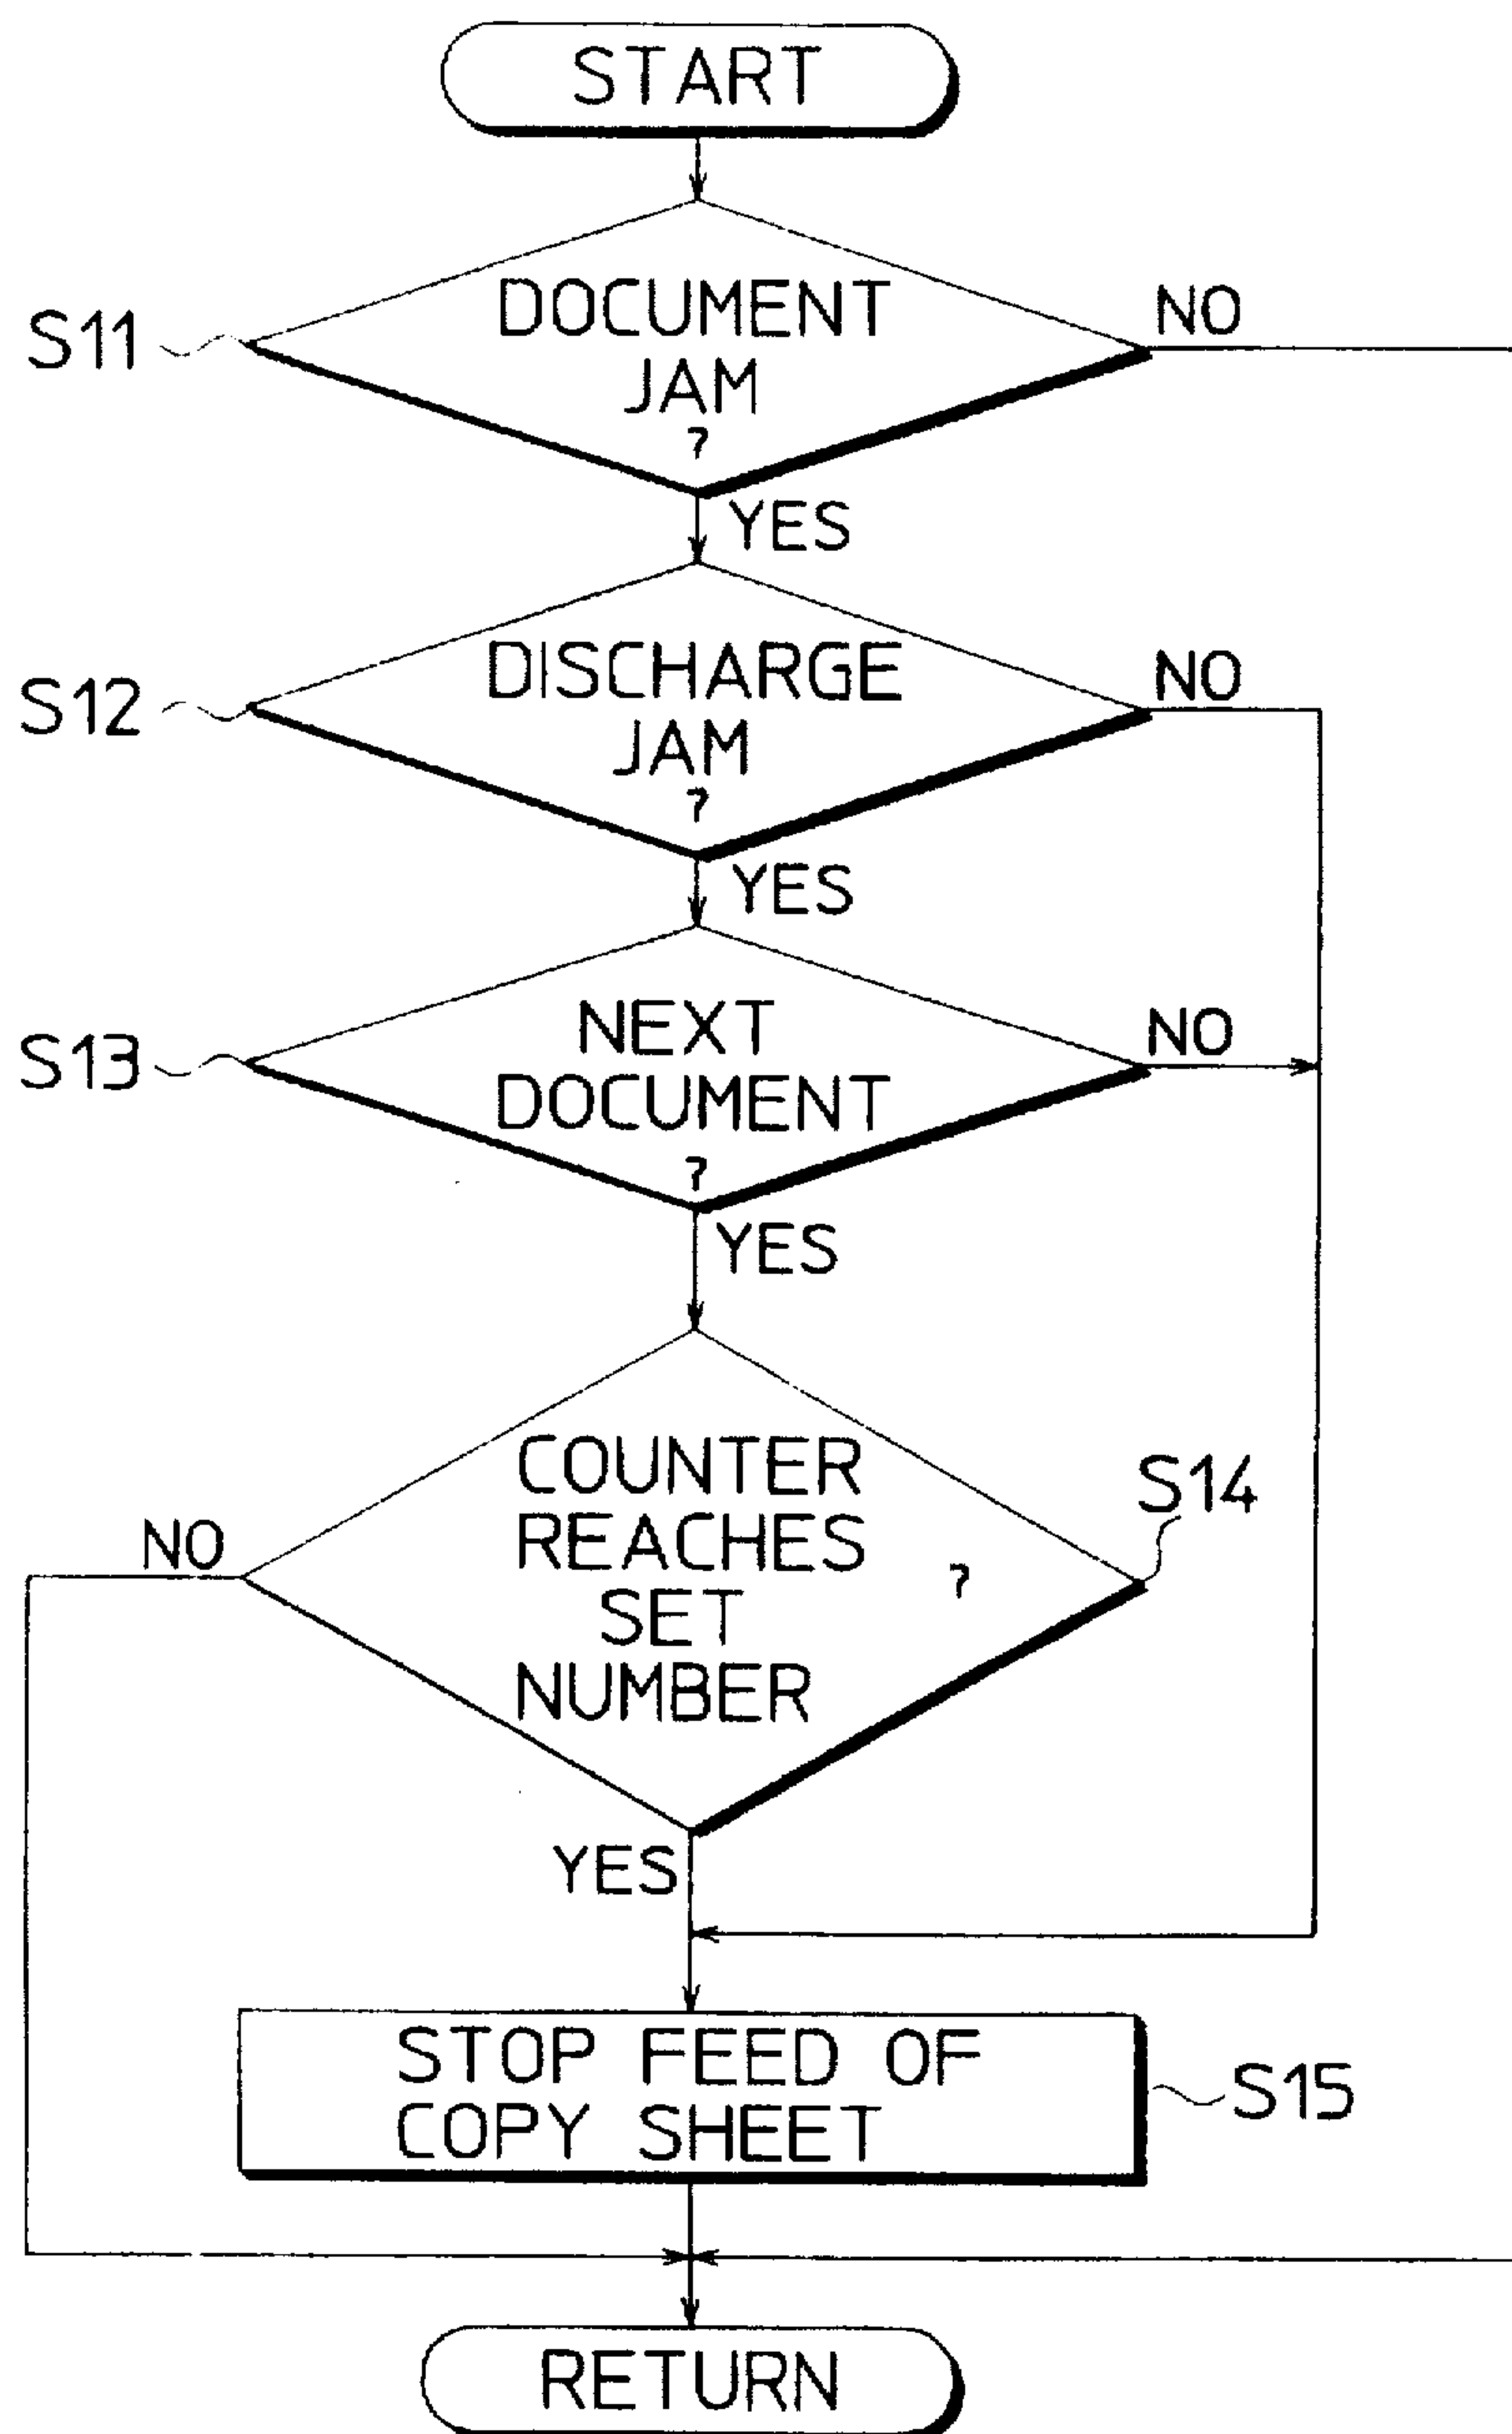 START
S11
DOCUMENT
JAM
?
NO
YES
S12
DISCHARGE
JAM
?
NO
YES
S13
NEXT
DOCUMENT
?
NO
YES
COUNTER
REACHES
SET
NUMBER
?
S14
NO
YES
STOP FEED OF
COPY SHEET
S15
RETURN